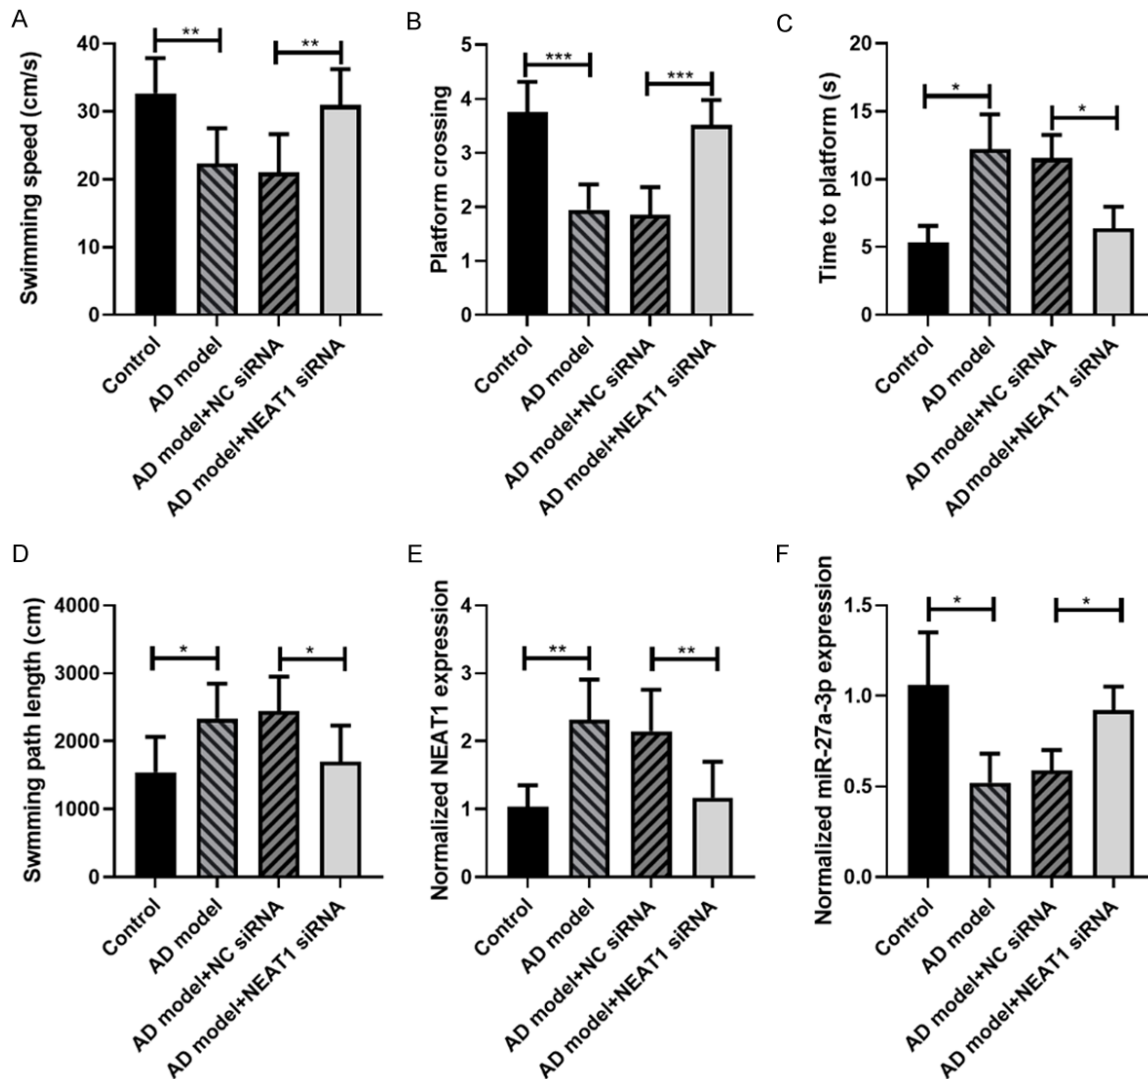 A
Swimming speed (cm/s)
40
30
20
10
0
**
**
Control
AD model
AD model+NC siRNA
AD model+NEAT1 siRNA
B
Platform crossing
5
4
3
2
1
0
***
***
Control
AD model
AD model+NC siRNA
AD model+NEAT1 siRNA
C
Time to platform (s)
20
15
10
5
0
*
*
Control
AD model
AD model+NC siRNA
AD model+NEAT1 siRNA
D
Swmming path length (cm)
4000
3000
2000
1000
0
*
*
Control
AD model
AD model+NC siRNA
AD model+NEAT1 siRNA
E
Normalized NEAT1 expression
4
3
2
1
0
**
**
Control
AD model
AD model+NC siRNA
AD model+NEAT1 siRNA
F
Normalized miR-27a-3p expression
1.5
1.0
0.5
0.0
*
*
Control
AD model
AD model+NC siRNA
AD model+NEAT1 siRNA